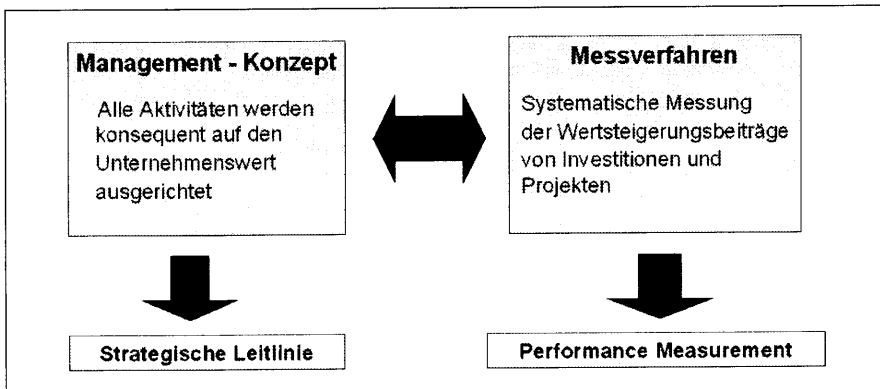 Management - Konzept
Alle Aktivitäten werden
konsequent auf den
Unternehmenswert
ausgerichtet
Messverfahren
Systematische Messung
der Wertsteigerungsbeiträge
von Investitionen und
Projekten
Strategische Leitlinie
Performance Measurement